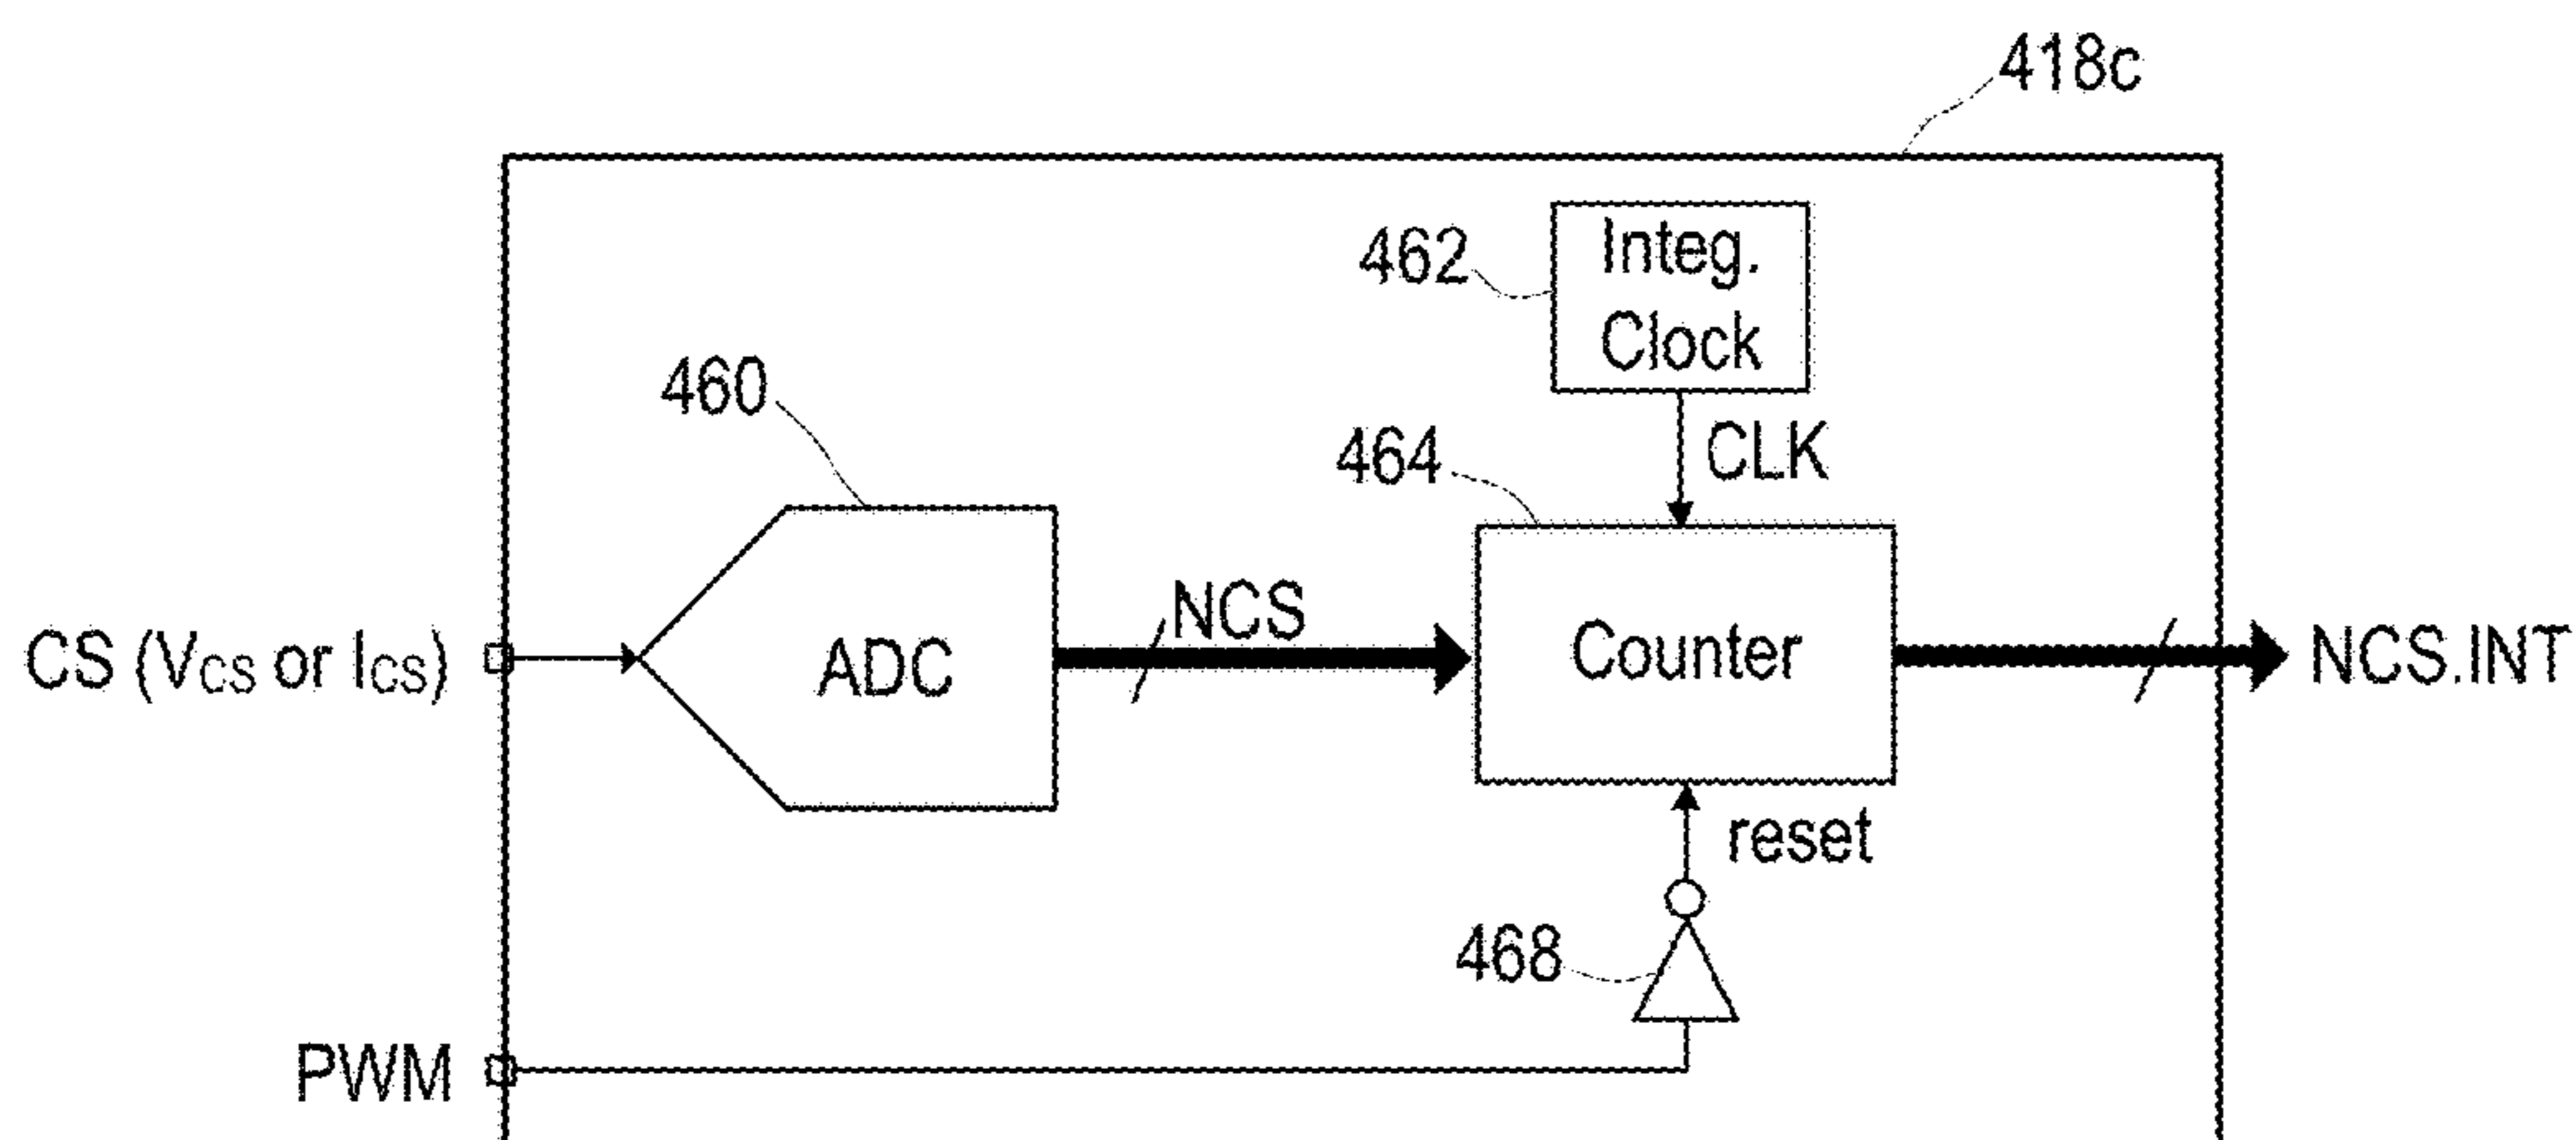 418c
462
Integ.
Clock
460
464
CLK
CS (VCS or ICS)
ADC
NCS
Counter
NCS.INT
reset
468
PWM